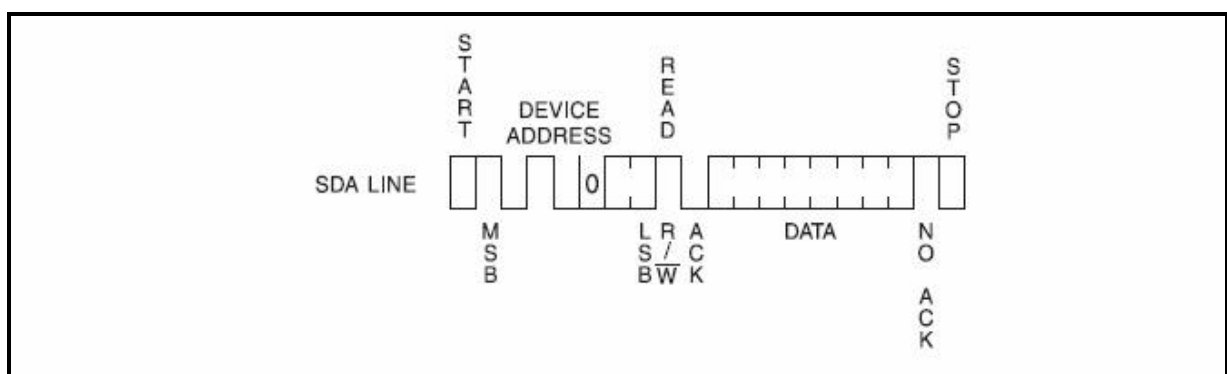 START
READ
STOP
DEVICE
ADDRESS
SDA LINE
0
MSB
LSB
R/W
ACK
DATA
NO ACK